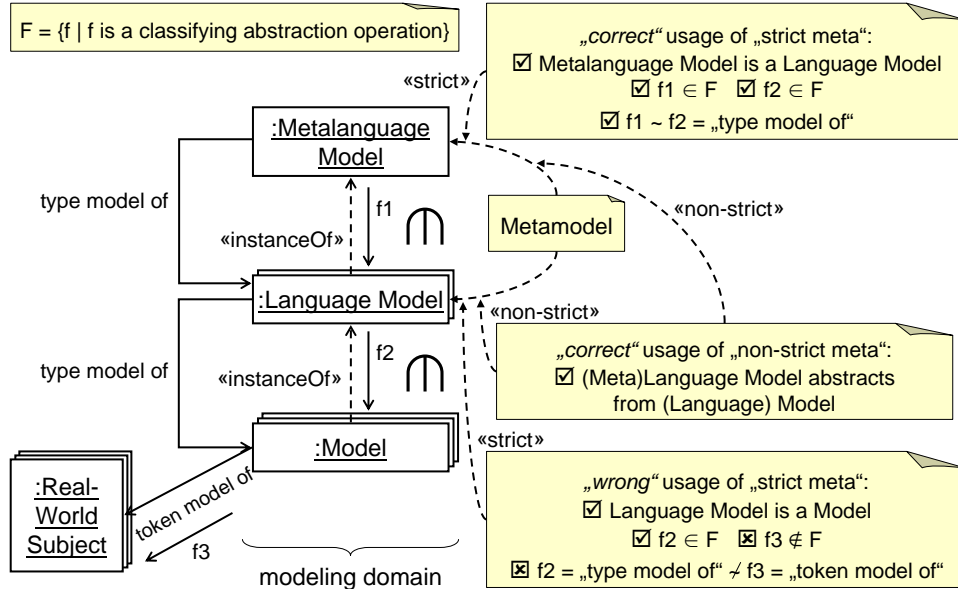 F = {f | f is a classifying abstraction operation}
„correct“ usage of „strict meta“:
☑ Metalanguage Model is a Language Model
☑ f1 ∈ F ☑ f2 ∈ F
☑ f1 ~ f2 = „type model of“
«strict»
:Metalanguage
Model
type model of
f1
«instanceOf»
Metamodel
«non-strict»
:Language Model
«non-strict»
f2
type model of
«instanceOf»
„correct“ usage of „non-strict meta“:
☑ (Meta)Language Model abstracts
from (Language) Model
:Model
«strict»
:Real-
World
Subject
token model of
f3
modeling domain
„wrong“ usage of „strict meta“:
☑ Language Model is a Model
☑ f2 ∈ F ☒ f3 ∉ F
☒ f2 = „type model of“ ≁ f3 = „token model of“